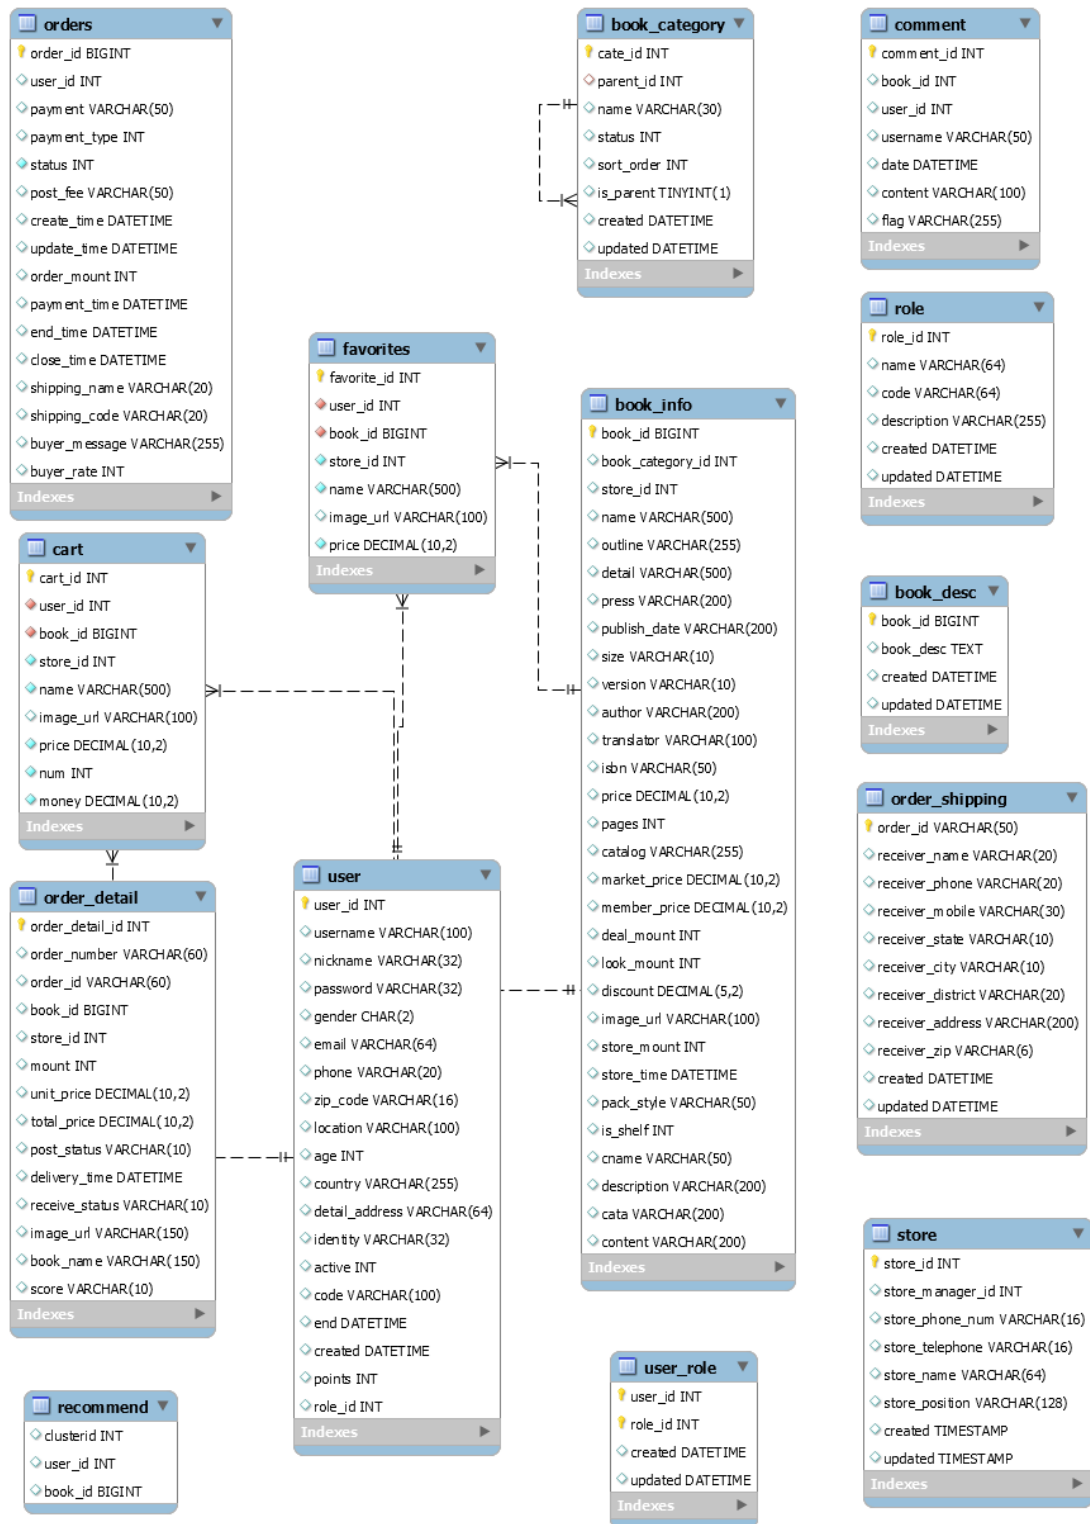 orders
order_id BIGINT
user_id INT
payment VARCHAR(50)
payment_type INT
status INT
post_fee VARCHAR(50)
create_time DATETIME
update_time DATETIME
order_mount INT
payment_time DATETIME
end_time DATETIME
close_time DATETIME
shipping_name VARCHAR(20)
shipping_code VARCHAR(20)
buyer_message VARCHAR(255)
buyer_rate INT
Indexes
book_category
cate_id INT
parent_id INT
name VARCHAR(30)
status INT
sort_order INT
is_parent TINYINT(1)
created DATETIME
updated DATETIME
Indexes
comment
comment_id INT
book_id INT
user_id INT
username VARCHAR(50)
date DATETIME
content VARCHAR(100)
flag VARCHAR(255)
Indexes
role
role_id INT
name VARCHAR(64)
code VARCHAR(64)
description VARCHAR(255)
created DATETIME
updated DATETIME
Indexes
favorites
favorite_id INT
user_id INT
book_id BIGINT
store_id INT
name VARCHAR(500)
image_url VARCHAR(100)
price DECIMAL(10,2)
Indexes
book_info
book_id BIGINT
book_category_id INT
store_id INT
name VARCHAR(500)
outline VARCHAR(255)
detail VARCHAR(500)
press VARCHAR(200)
publish_date VARCHAR(200)
size VARCHAR(10)
version VARCHAR(10)
author VARCHAR(200)
translator VARCHAR(100)
isbn VARCHAR(50)
price DECIMAL(10,2)
pages INT
catalog VARCHAR(255)
market_price DECIMAL(10,2)
member_price DECIMAL(10,2)
deal_mount INT
look_mount INT
discount DECIMAL(5,2)
image_url VARCHAR(100)
store_mount INT
store_time DATETIME
pack_style VARCHAR(50)
is_shelf INT
cname VARCHAR(50)
description VARCHAR(200)
cata VARCHAR(200)
content VARCHAR(200)
Indexes
cart
cart_id INT
user_id INT
book_id BIGINT
store_id INT
name VARCHAR(500)
image_url VARCHAR(100)
price DECIMAL(10,2)
num INT
money DECIMAL(10,2)
Indexes
book_desc
book_id BIGINT
book_desc TEXT
created DATETIME
updated DATETIME
Indexes
order_shipping
order_id VARCHAR(50)
receiver_name VARCHAR(20)
receiver_phone VARCHAR(20)
receiver_mobile VARCHAR(30)
receiver_state VARCHAR(10)
receiver_city VARCHAR(10)
receiver_district VARCHAR(20)
receiver_address VARCHAR(200)
receiver_zip VARCHAR(6)
created DATETIME
updated DATETIME
Indexes
order_detail
order_detail_id INT
order_number VARCHAR(60)
order_id VARCHAR(60)
book_id BIGINT
store_id INT
mount INT
unit_price DECIMAL(10,2)
total_price DECIMAL(10,2)
post_status VARCHAR(10)
delivery_time DATETIME
receive_status VARCHAR(10)
image_url VARCHAR(150)
book_name VARCHAR(150)
score VARCHAR(10)
Indexes
user
user_id INT
username VARCHAR(100)
nickname VARCHAR(32)
password VARCHAR(32)
gender CHAR(2)
email VARCHAR(64)
phone VARCHAR(20)
zip_code VARCHAR(16)
location VARCHAR(100)
age INT
country VARCHAR(255)
detail_address VARCHAR(64)
identity VARCHAR(32)
active INT
code VARCHAR(100)
end DATETIME
created DATETIME
points INT
role_id INT
Indexes
store
store_id INT
store_manager_id INT
store_phone_num VARCHAR(16)
store_telephone VARCHAR(16)
store_name VARCHAR(64)
store_position VARCHAR(128)
created TIMESTAMP
updated TIMESTAMP
Indexes
recommend
clusterid INT
user_id INT
book_id BIGINT
user_role
user_id INT
role_id INT
created DATETIME
updated DATETIME
Indexes